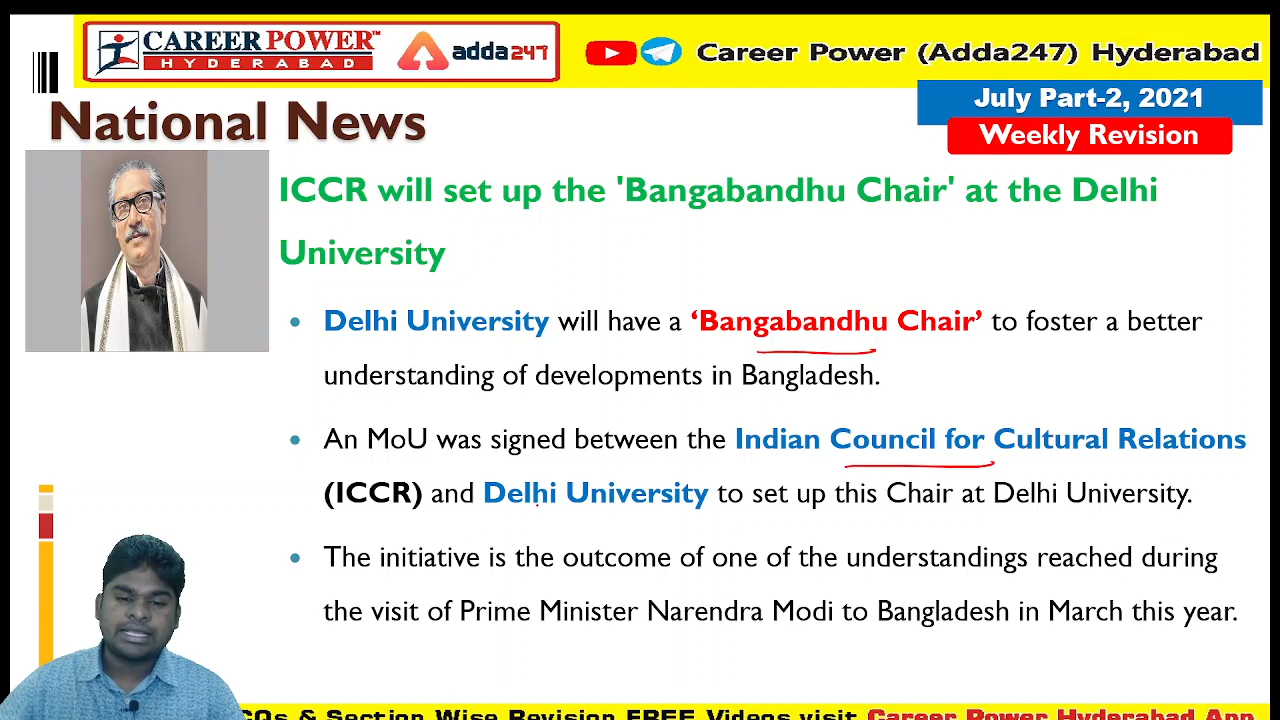 CAREER POWER™
HYDERABAD
adda247
Career Power (Adda247) Hyderabad
July Part-2, 2021
Weekly Revision
National News
ICCR will set up the 'Bangabandhu Chair' at the Delhi
University
• Delhi University will have a ‘Bangabandhu Chair’ to foster a better
understanding of developments in Bangladesh.
• An MoU was signed between the Indian Council for Cultural Relations
(ICCR) and Delhi University to set up this Chair at Delhi University.
• The initiative is the outcome of one of the understandings reached during
the visit of Prime Minister Narendra Modi to Bangladesh in March this year.
& Section Wise Revision FREE Videos visit Career Power Hyderabad App